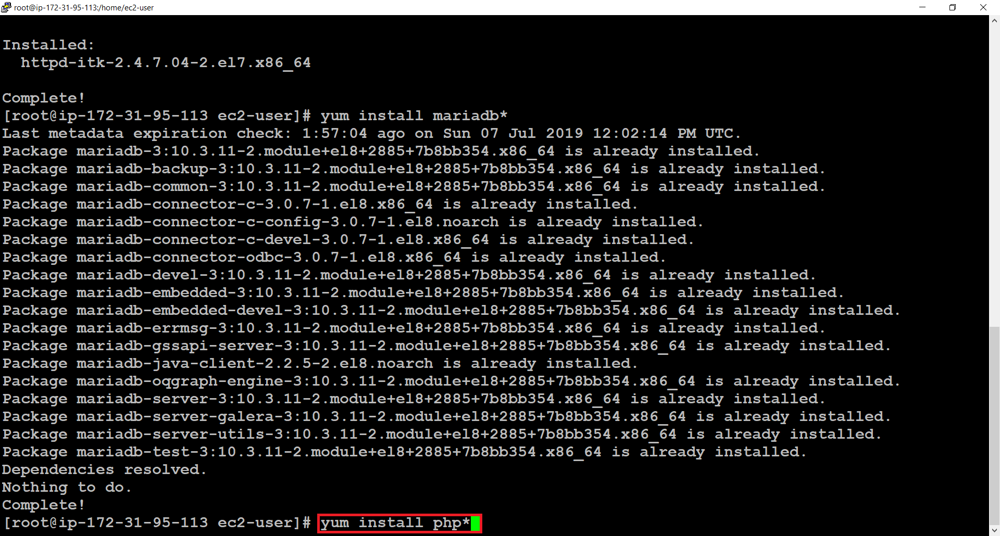 root@ip-172-31-95-113:/home/ec2-user
Installed:
  httpd-itk-2.4.7.04-2.el7.x86_64
Complete!
[root@ip-172-31-95-113 ec2-user]# yum install mariadb*
Last metadata expiration check: 1:57:04 ago on Sun 07 Jul 2019 12:02:14 PM UTC.
Package mariadb-3:10.3.11-2.module+el8+2885+7b8bb354.x86_64 is already installed.
Package mariadb-backup-3:10.3.11-2.module+el8+2885+7b8bb354.x86_64 is already installed.
Package mariadb-common-3:10.3.11-2.module+el8+2885+7b8bb354.x86_64 is already installed.
Package mariadb-connector-c-3.0.7-1.el8.x86_64 is already installed.
Package mariadb-connector-c-config-3.0.7-1.el8.noarch is already installed.
Package mariadb-connector-c-devel-3.0.7-1.el8.x86_64 is already installed.
Package mariadb-connector-odbc-3.0.7-1.el8.x86_64 is already installed.
Package mariadb-devel-3:10.3.11-2.module+el8+2885+7b8bb354.x86_64 is already installed.
Package mariadb-embedded-3:10.3.11-2.module+el8+2885+7b8bb354.x86_64 is already installed.
Package mariadb-embedded-devel-3:10.3.11-2.module+el8+2885+7b8bb354.x86_64 is already installed.
Package mariadb-errmsg-3:10.3.11-2.module+el8+2885+7b8bb354.x86_64 is already installed.
Package mariadb-gssapi-server-3:10.3.11-2.module+el8+2885+7b8bb354.x86_64 is already installed.
Package mariadb-java-client-2.2.5-2.el8.noarch is already installed.
Package mariadb-oqgraph-engine-3:10.3.11-2.module+el8+2885+7b8bb354.x86_64 is already installed.
Package mariadb-server-3:10.3.11-2.module+el8+2885+7b8bb354.x86_64 is already installed.
Package mariadb-server-galera-3:10.3.11-2.module+el8+2885+7b8bb354.x86_64 is already installed.
Package mariadb-server-utils-3:10.3.11-2.module+el8+2885+7b8bb354.x86_64 is already installed.
Package mariadb-test-3:10.3.11-2.module+el8+2885+7b8bb354.x86_64 is already installed.
Dependencies resolved.
Nothing to do.
Complete!
[root@ip-172-31-95-113 ec2-user]# yum install php*